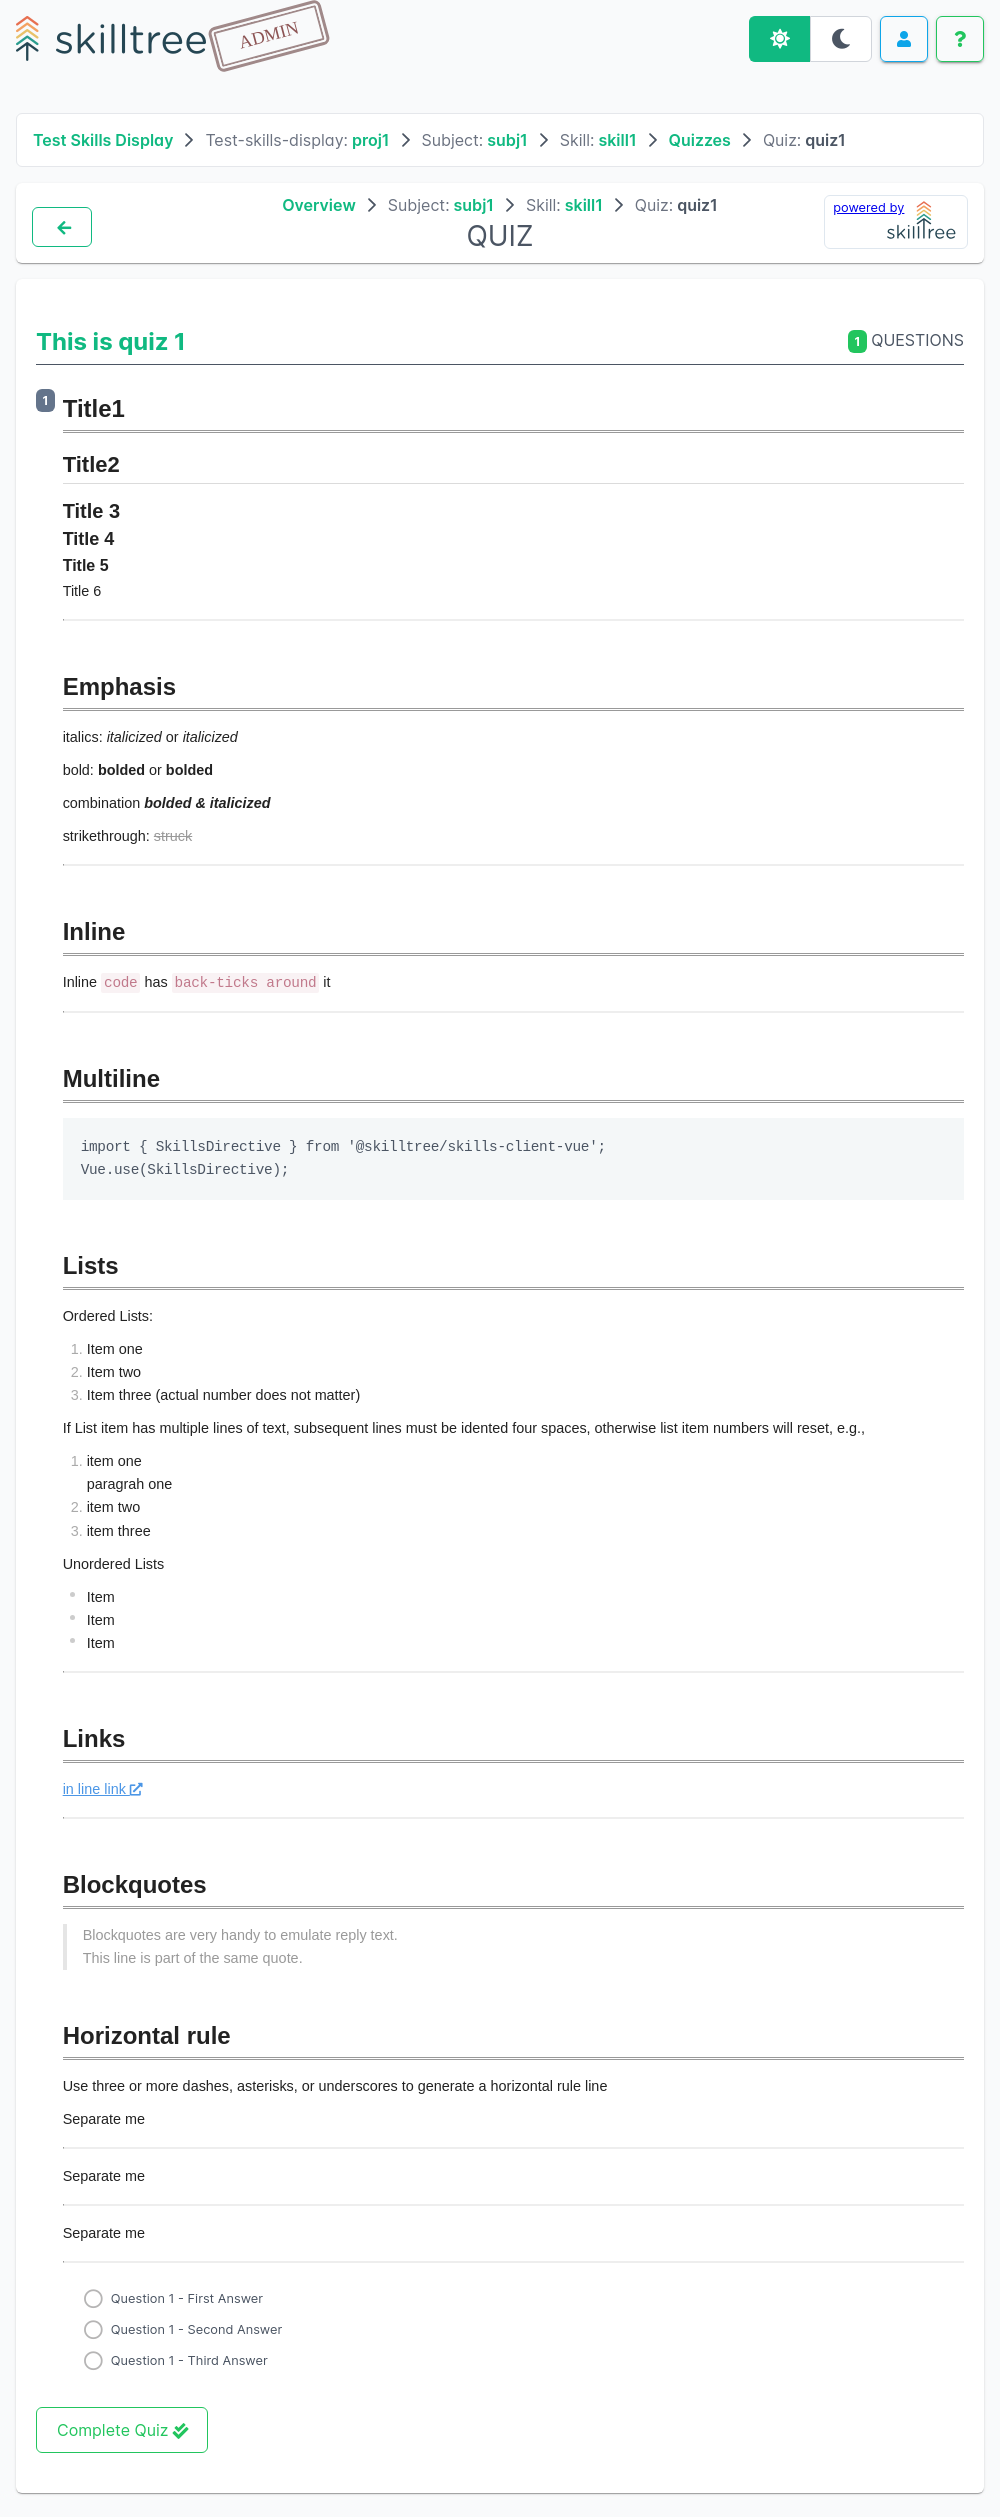 skilltree ADMIN
Test Skills Display Test-skills-display: proj1 Subject: subj1 Skill: skill1 Quizzes Quiz: quiz1
Overview Subject: subj1 Skill: skill1 Quiz: quiz1
QUIZ
powered by
skilltree
This is quiz 1
1 QUESTIONS
1
Title1
Title2
Title 3
Title 4
Title 5
Title 6
Emphasis
italics: italicized or italicized
bold: bolded or bolded
combination bolded & italicized
strikethrough: struck
Inline
Inline code has back-ticks around it
Multiline
import { SkillsDirective } from '@skilltree/skills-client-vue';
Vue.use(SkillsDirective);
Lists
Ordered Lists:
1. Item one
2. Item two
3. Item three (actual number does not matter)
If List item has multiple lines of text, subsequent lines must be idented four spaces, otherwise list item numbers will reset, e.g.,
1. item one
paragrah one
2. item two
3. item three
Unordered Lists
• Item
• Item
• Item
Links
in line link
Blockquotes
Blockquotes are very handy to emulate reply text.
This line is part of the same quote.
Horizontal rule
Use three or more dashes, asterisks, or underscores to generate a horizontal rule line
Separate me
Separate me
Separate me
Question 1 - First Answer
Question 1 - Second Answer
Question 1 - Third Answer
Complete Quiz